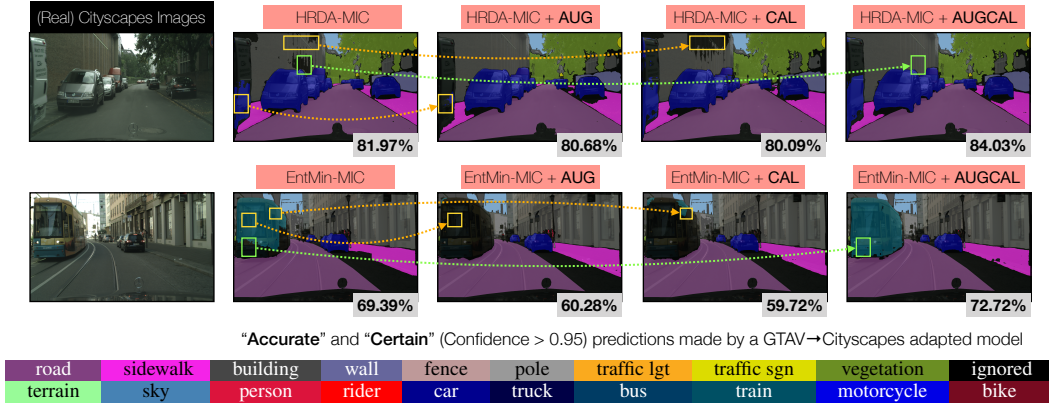 (Real) Cityscapes Images HRDA-MIC HRDA-MIC + AUG HRDA-MIC + CAL HRDA-MIC + AUGCAL
81.97% 80.68% 80.09% 84.03%
EntMin-MIC EntMin-MIC + AUG EntMin-MIC + CAL EntMin-MIC + AUGCAL
69.39% 60.28% 59.72% 72.72%
“Accurate” and “Certain” (Confidence > 0.95) predictions made by a GTAV→Cityscapes adapted model
road sidewalk building wall fence pole traffic lgt traffic sgn vegetation ignored
terrain sky person rider car truck bus train motorcycle bike